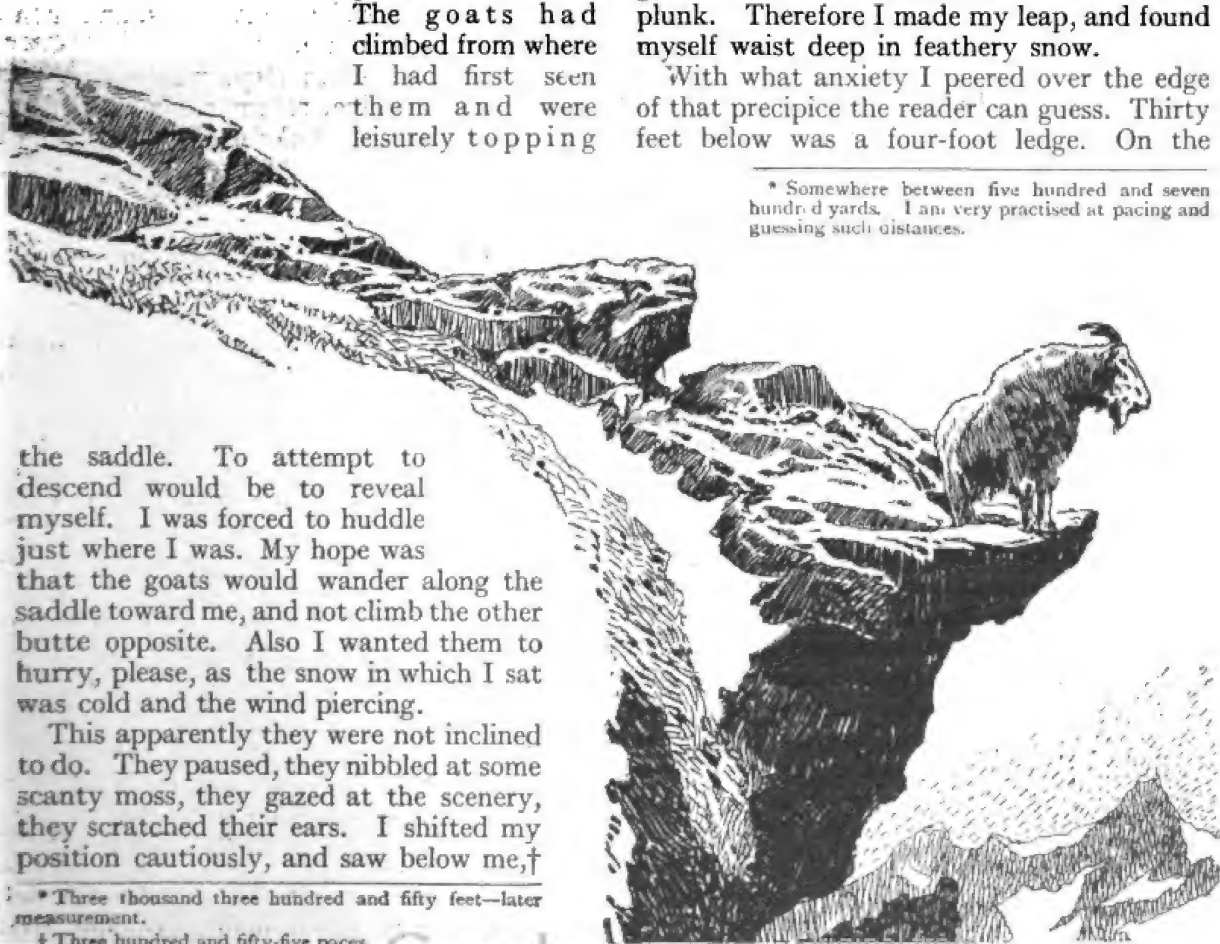 The goats had
climbed from where
I had first seen
them and were
leisurely topping
the saddle. To attempt to
descend would be to reveal
myself. I was forced to huddle
just where I was. My hope was
that the goats would wander along the
saddle toward me, and not climb the other
butte opposite. Also I wanted them to
hurry, please, as the snow in which I sat
was cold and the wind piercing.
This apparently they were not inclined
to do. They paused, they nibbled at some
scanty moss, they gazed at the scenery,
they scratched their ears. I shifted my
position cautiously, and saw below me,†
* Three thousand three hundred and fifty feet—later
measurement.
† Three hundred and fifty-five paces.
plunk. Therefore I made my leap, and found
myself waist deep in feathery snow.
With what anxiety I peered over the edge
of that precipice the reader can guess. Thirty
feet below was a four-foot ledge. On the
* Somewhere between five hundred and seven
hundred yards. I am very practised at pacing and
guessing such distances.